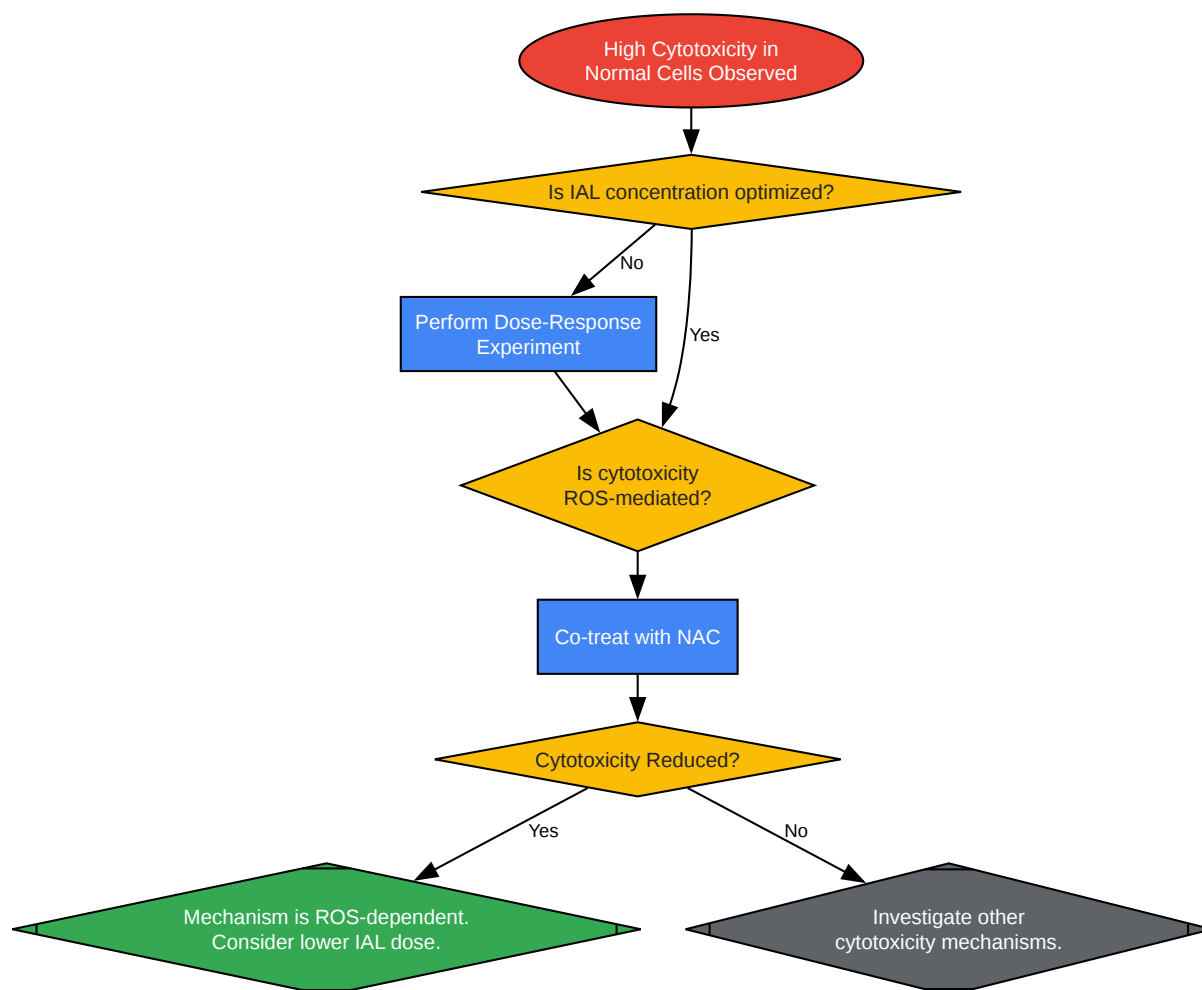 High Cytotoxicity in
Normal Cells Observed
Is IAL concentration optimized?
No
Perform Dose-Response
Experiment
Yes
Is cytotoxicity
ROS-mediated?
Co-treat with NAC
Cytotoxicity Reduced?
Yes
No
Mechanism is ROS-dependent.
Consider lower IAL dose.
Investigate other
cytotoxicity mechanisms.